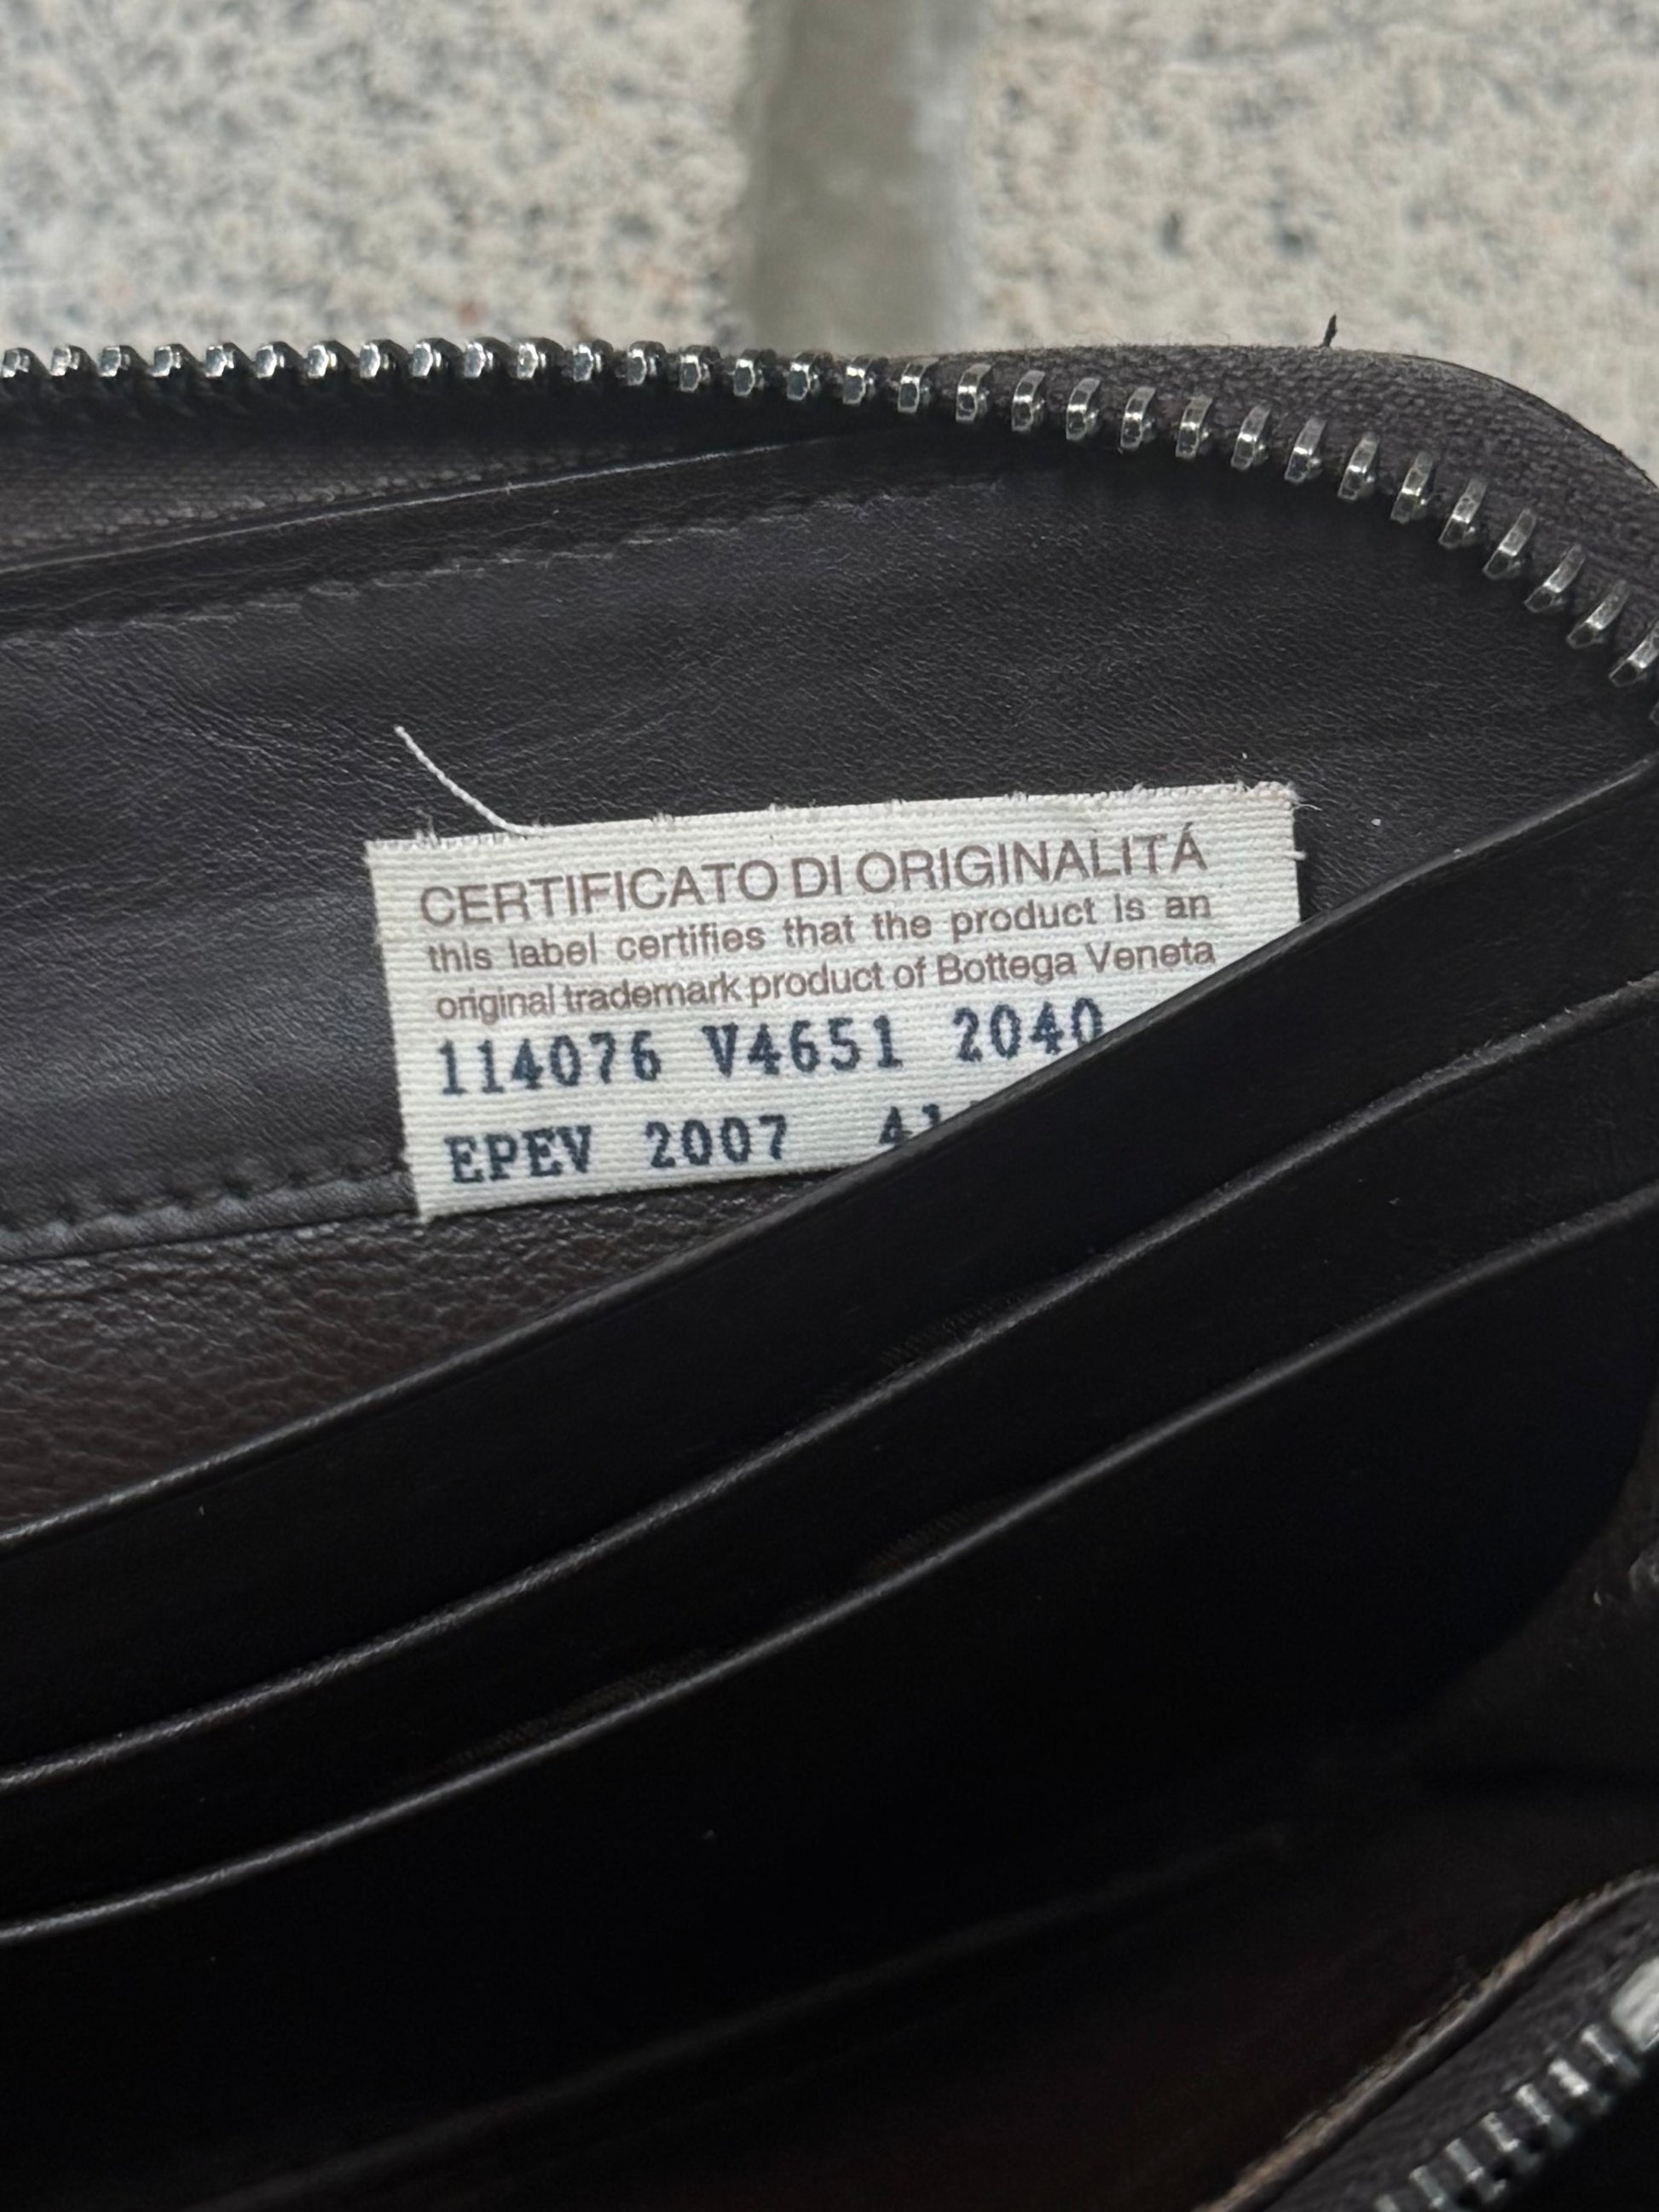 CERTIFICATO DI ORIGINALITÁ
this label certifies that the product is an
original trademark product of Bottega Veneta
114076 V4651 2040
EPEV 2007